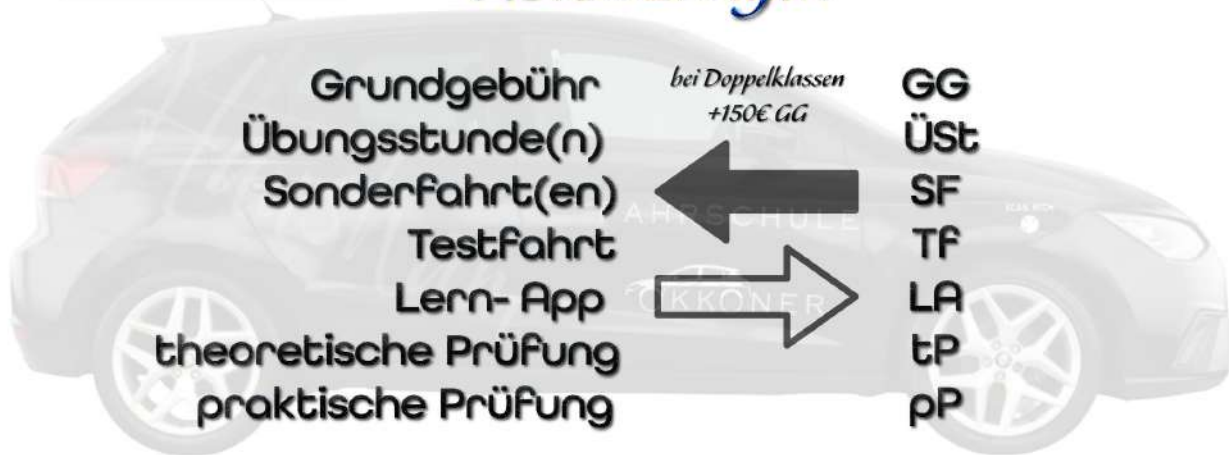 Grundgebühr bei Doppelklassen GG
+150€ GG
Übungsstunde(n) ÜSt
Sonderfahrt(en) SF
FAHRSCHULE
Testfahrt Tf
Lern- App LA
theoretische Prüfung tP
praktische Prüfung pP